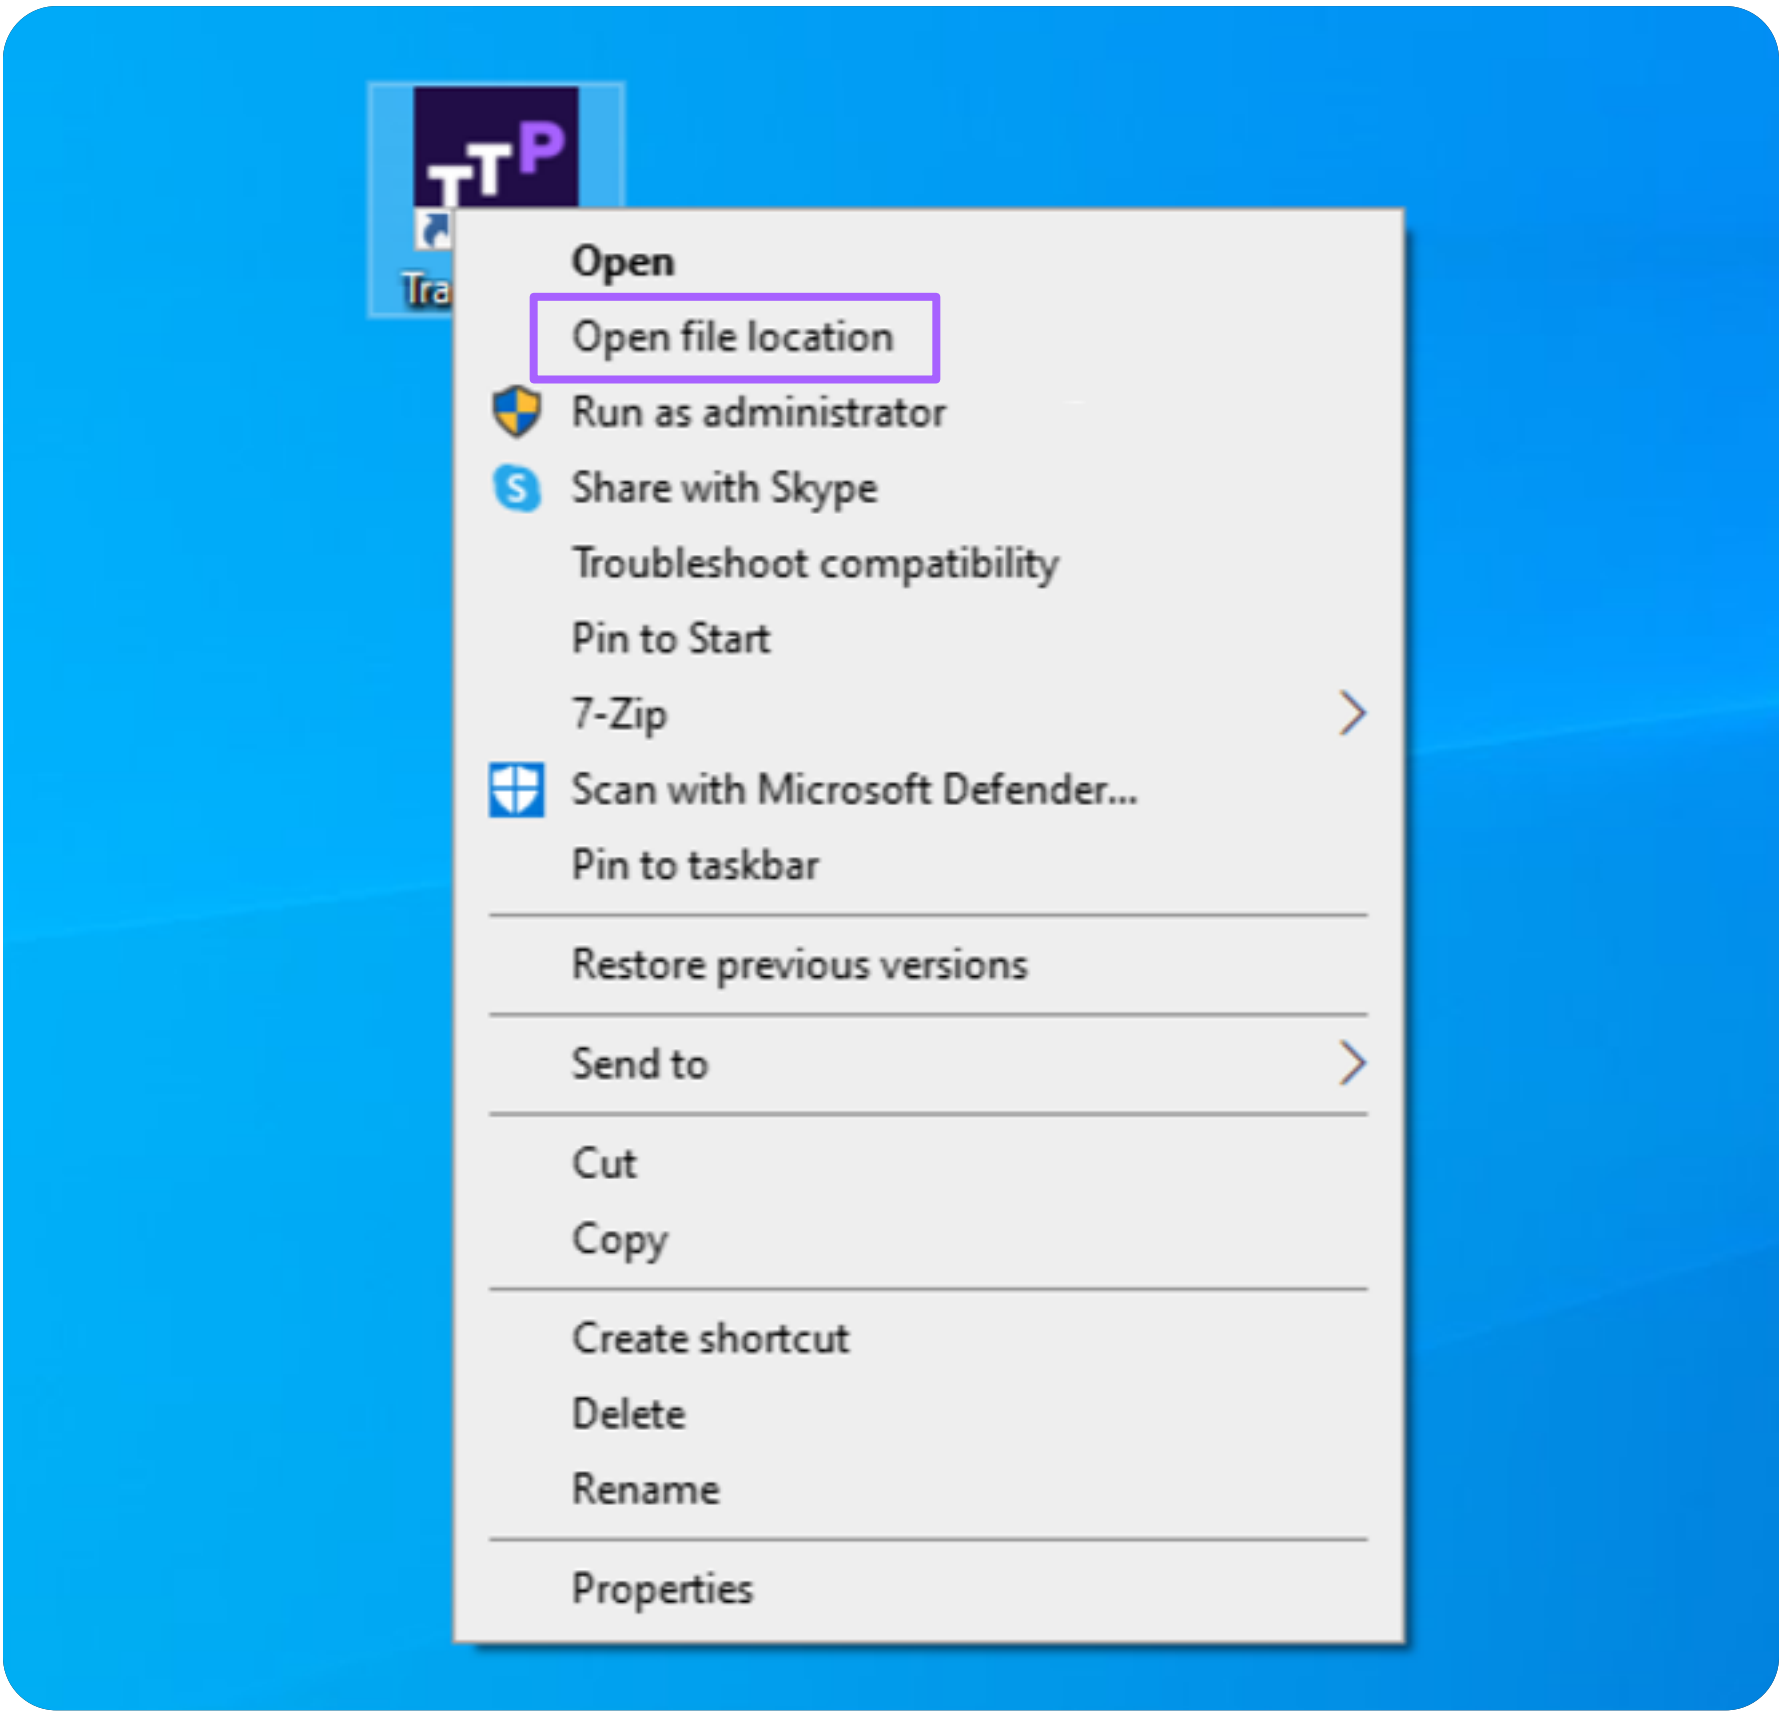 TTP
Tra
Open
Open file location
Run as administrator
S
Share with Skype
Troubleshoot compatibility
Pin to Start
7-Zip
Scan with Microsoft Defender...
Pin to taskbar
Restore previous versions
Send to
Cut
Copy
Create shortcut
Delete
Rename
Properties